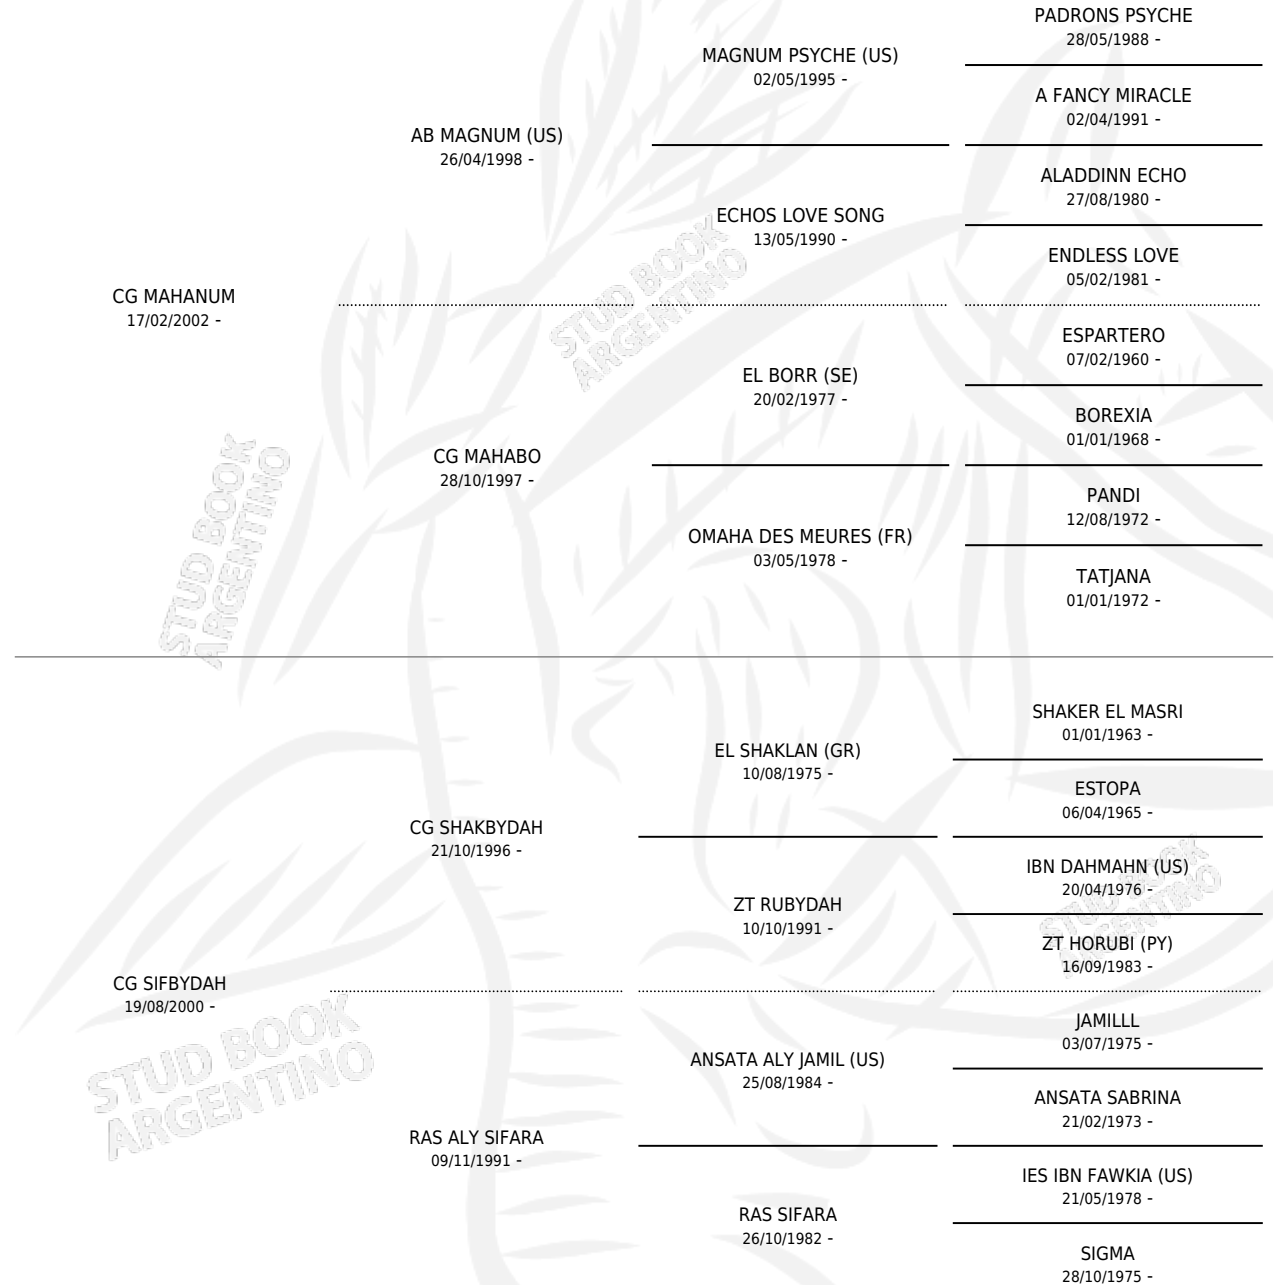 PADRONS PSYCHE
28/05/1988 -
MAGNUM PSYCHE (US)
02/05/1995 -
A FANCY MIRACLE
02/04/1991 -
AB MAGNUM (US)
26/04/1998 -
ALADDINN ECHO
27/08/1980 -
ECHOS LOVE SONG
13/05/1990 -
ENDLESS LOVE
05/02/1981 -
CG MAHANUM
17/02/2002 -
ESPARTERO
07/02/1960 -
EL BORR (SE)
20/02/1977 -
BOREXIA
01/01/1968 -
CG MAHABO
28/10/1997 -
PANDI
12/08/1972 -
OMAHA DES MEURES (FR)
03/05/1978 -
TATJANA
01/01/1972 -
STUD BOOK
ARGENTINO
STUD BOOK
ARGENTINO
SHAKER EL MASRI
01/01/1963 -
EL SHAKLAN (GR)
10/08/1975 -
ESTOPA
06/04/1965 -
CG SHAKBYDAH
21/10/1996 -
IBN DAHMAHN (US)
20/04/1976 -
ZT RUBYDAH
10/10/1991 -
ZT HORUBI (PY)
16/09/1983 -
CG SIFBYDAH
19/08/2000 -
JAMILLL
03/07/1975 -
ANSATA ALY JAMIL (US)
25/08/1984 -
ANSATA SABRINA
21/02/1973 -
RAS ALY SIFARA
09/11/1991 -
IES IBN FAWKIA (US)
21/05/1978 -
RAS SIFARA
26/10/1982 -
SIGMA
28/10/1975 -
STUD BOOK
ARGENTINO
STUD BOOK
ARGENTINO